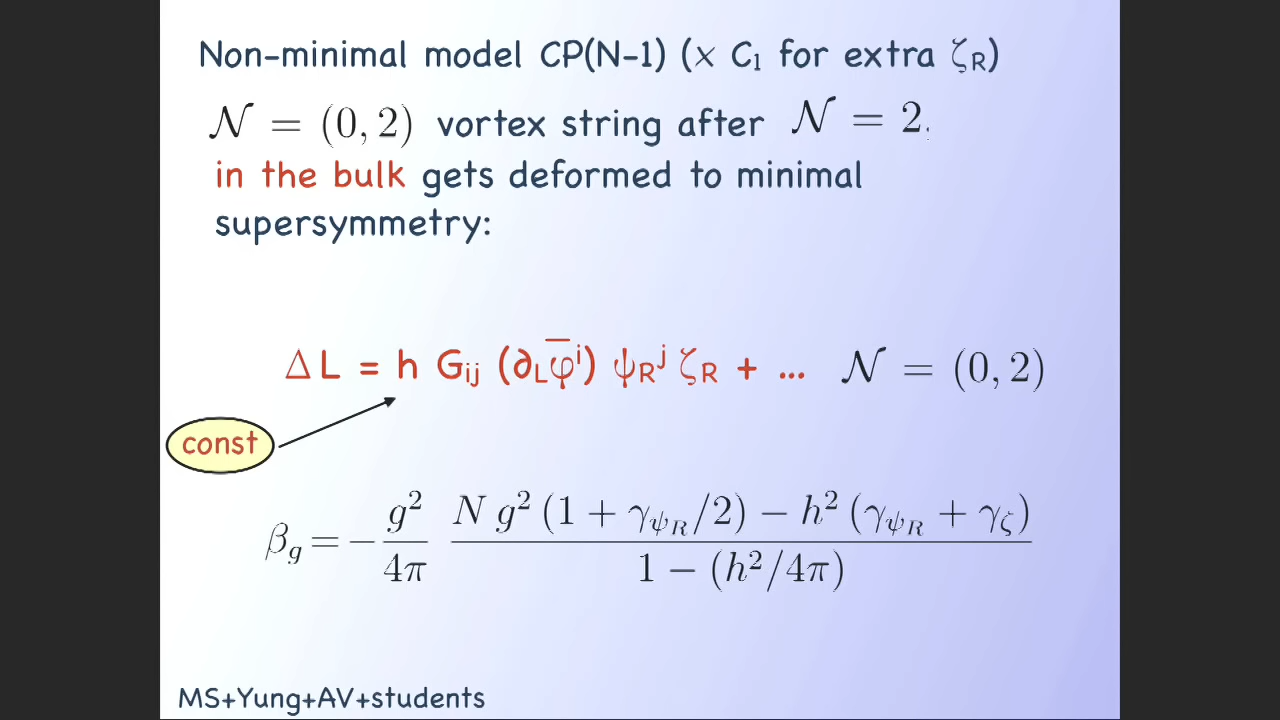 Non-minimal model CP(N-1) (× C₁ for extra ζ_R)
𝒩 = (0, 2) vortex string after 𝒩 = 2.
in the bulk gets deformed to minimal
supersymmetry:
Δ L = h G_ij (∂_L φ̄^i) ψ_R^j ζ_R + ... 𝒩 = (0, 2)
const
β_g = − g²/4π · (N g² (1 + γ_ψ_R/2) − h² (γ_ψ_R + γ_ζ)) / (1 − (h²/4π))
MS+Yung+AV+students